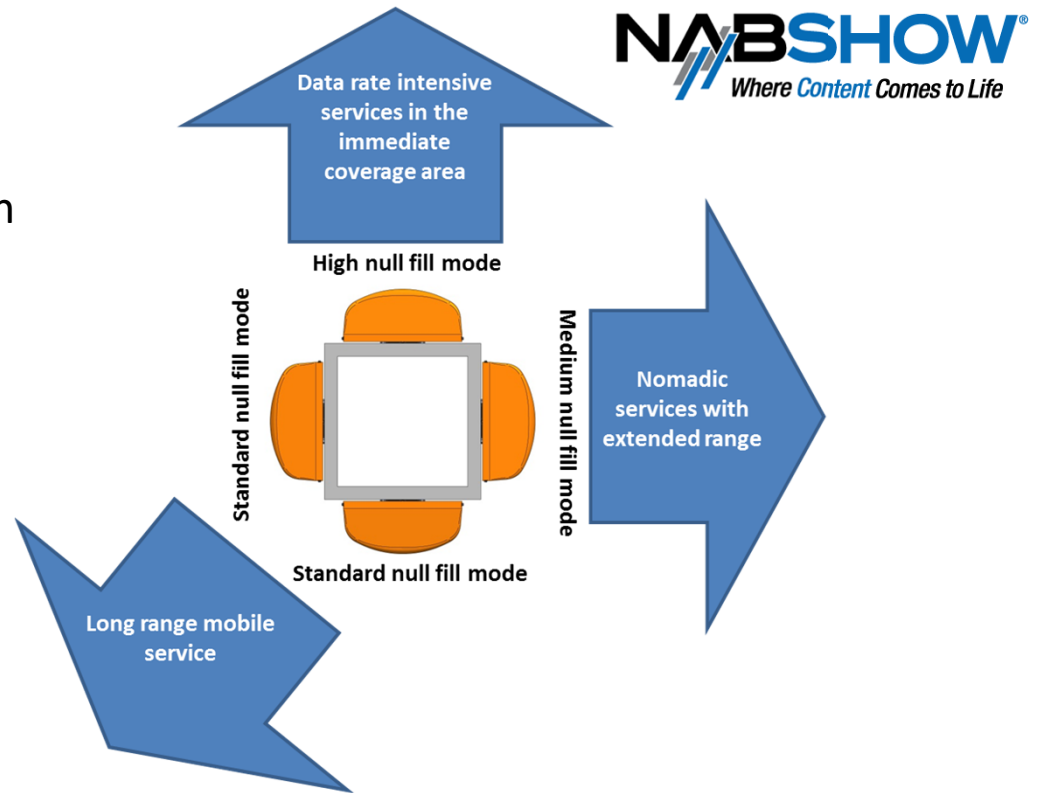 NABSHOW®
Where Content Comes to Life
Data rate intensive
services in the
immediate
coverage area
High null fill mode
Standard null fill mode
Medium null fill mode
Nomadic
services with
extended range
Standard null fill mode
Long range mobile
service